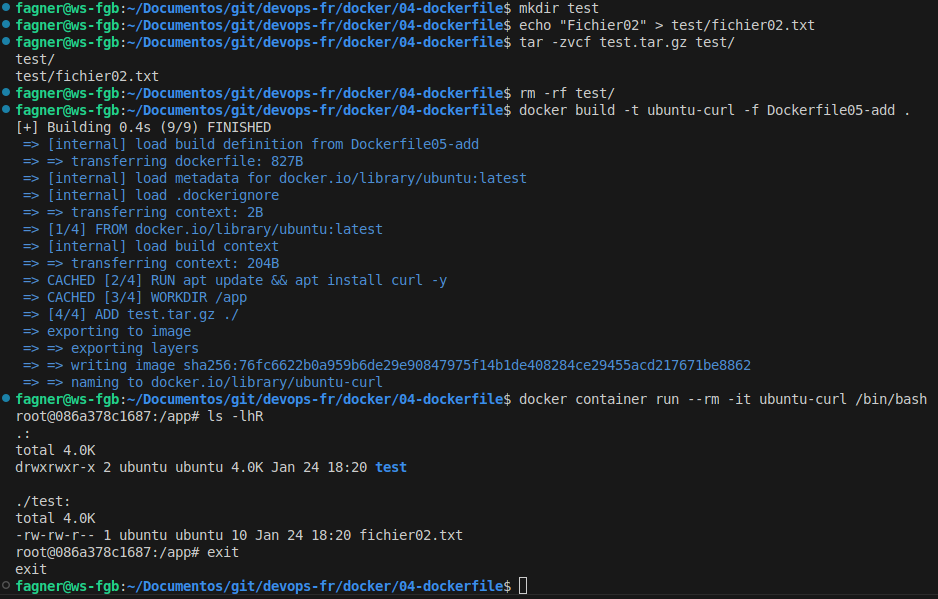 fagner@ws-fgb:~/Documentos/git/devops-fr/docker/04-dockerfile$ mkdir test
fagner@ws-fgb:~/Documentos/git/devops-fr/docker/04-dockerfile$ echo "Fichier02" > test/fichier02.txt
fagner@ws-fgb:~/Documentos/git/devops-fr/docker/04-dockerfile$ tar -zvcf test.tar.gz test/
test/
test/fichier02.txt
fagner@ws-fgb:~/Documentos/git/devops-fr/docker/04-dockerfile$ rm -rf test/
fagner@ws-fgb:~/Documentos/git/devops-fr/docker/04-dockerfile$ docker build -t ubuntu-curl -f Dockerfile05-add .
[+] Building 0.4s (9/9) FINISHED
=> [internal] load build definition from Dockerfile05-add
=> => transferring dockerfile: 827B
=> [internal] load metadata for docker.io/library/ubuntu:latest
=> [internal] load .dockerignore
=> => transferring context: 2B
=> [1/4] FROM docker.io/library/ubuntu:latest
=> [internal] load build context
=> => transferring context: 204B
=> CACHED [2/4] RUN apt update && apt install curl -y
=> CACHED [3/4] WORKDIR /app
=> [4/4] ADD test.tar.gz ./
=> exporting to image
=> => exporting layers
=> => writing image sha256:76fc6622b0a959b6de29e90847975f14b1de408284ce29455acd217671be8862
=> => naming to docker.io/library/ubuntu-curl
fagner@ws-fgb:~/Documentos/git/devops-fr/docker/04-dockerfile$ docker container run --rm -it ubuntu-curl /bin/bash
root@086a378c1687:/app# ls -lhR
.:
total 4.0K
drwxrwxr-x 2 ubuntu ubuntu 4.0K Jan 24 18:20 test
./test:
total 4.0K
-rw-rw-r-- 1 ubuntu ubuntu 10 Jan 24 18:20 fichier02.txt
root@086a378c1687:/app# exit
exit
fagner@ws-fgb:~/Documentos/git/devops-fr/docker/04-dockerfile$